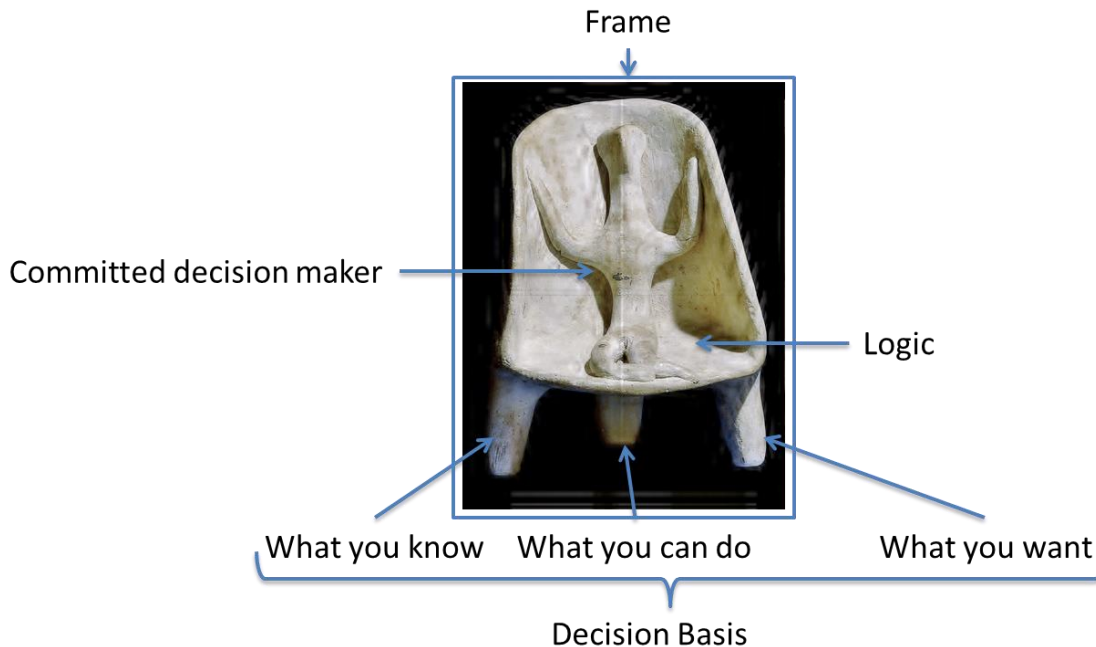 Frame
Committed decision maker
Logic
What you know
What you can do
What you want
Decision Basis